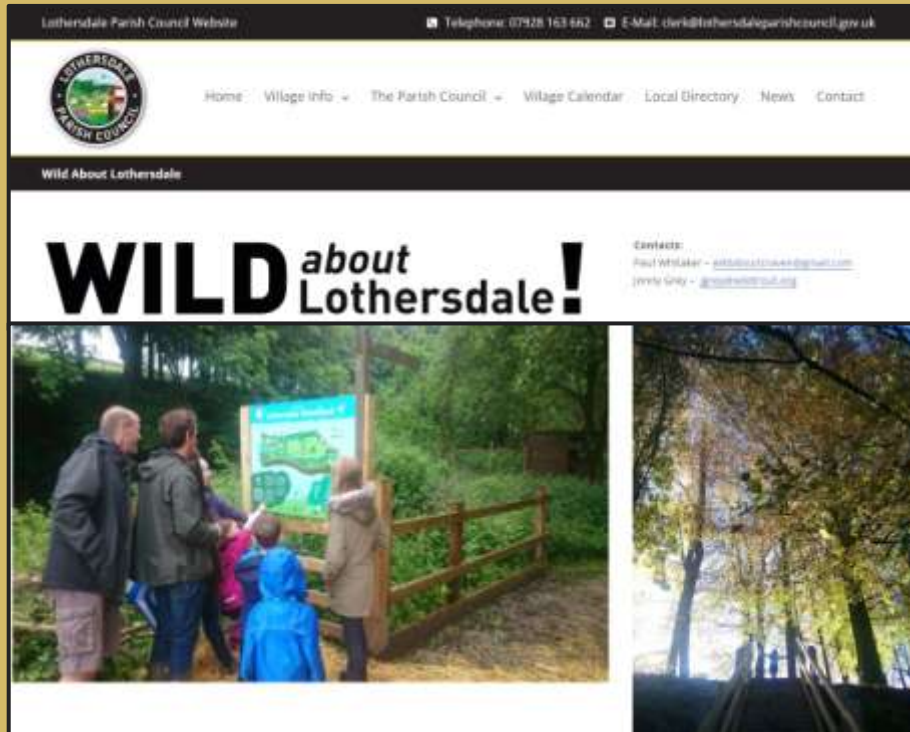 Lothersdale Parish Council Website
Telephone: 07928 163 662 E-Mail: clerk@lothersdaleparishcouncil.gov.uk
LOTHERSDALE
PARISH COUNCIL
Home Village Info The Parish Council Village Calendar Local Directory News Contact
Wild About Lothersdale
WILD about
Lothersdale!
Contacts:
Paul Whitaker –
Jenny Grey –